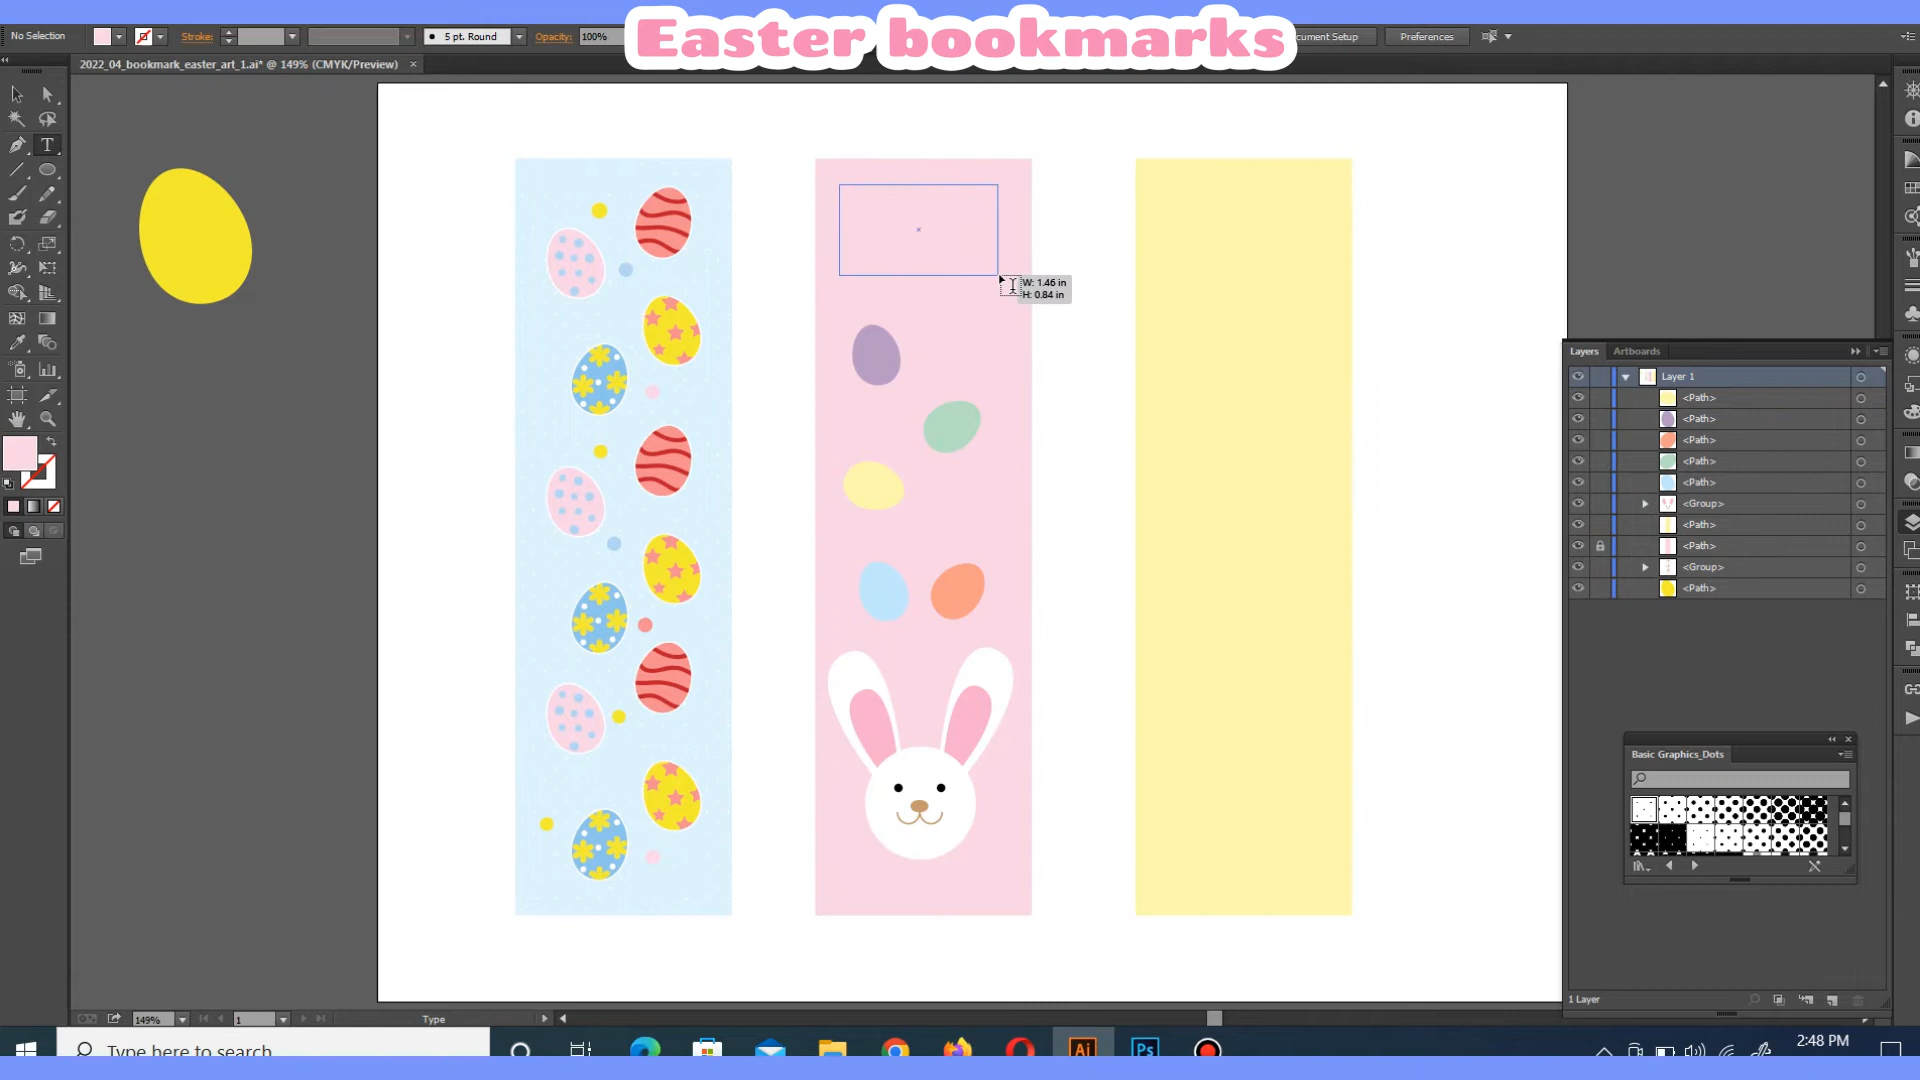 Easter bookmarks
No Selection
Stroke:
5 pt. Round
Opacity:
100%
cument Setup
Preferences
2022_04_bookmark_easter_art_1.ai* @ 149% (CMYK/Preview)
T
W: 1.46 in
H: 0.84 in
Layers
Artboards
Layer 1
<Path>
<Path>
<Path>
<Path>
<Path>
<Group>
<Path>
<Path>
<Group>
<Path>
Basic Graphics_Dots
1 Layer
149%
1
Type
Type here to search
Ai
Ps
2:48 PM